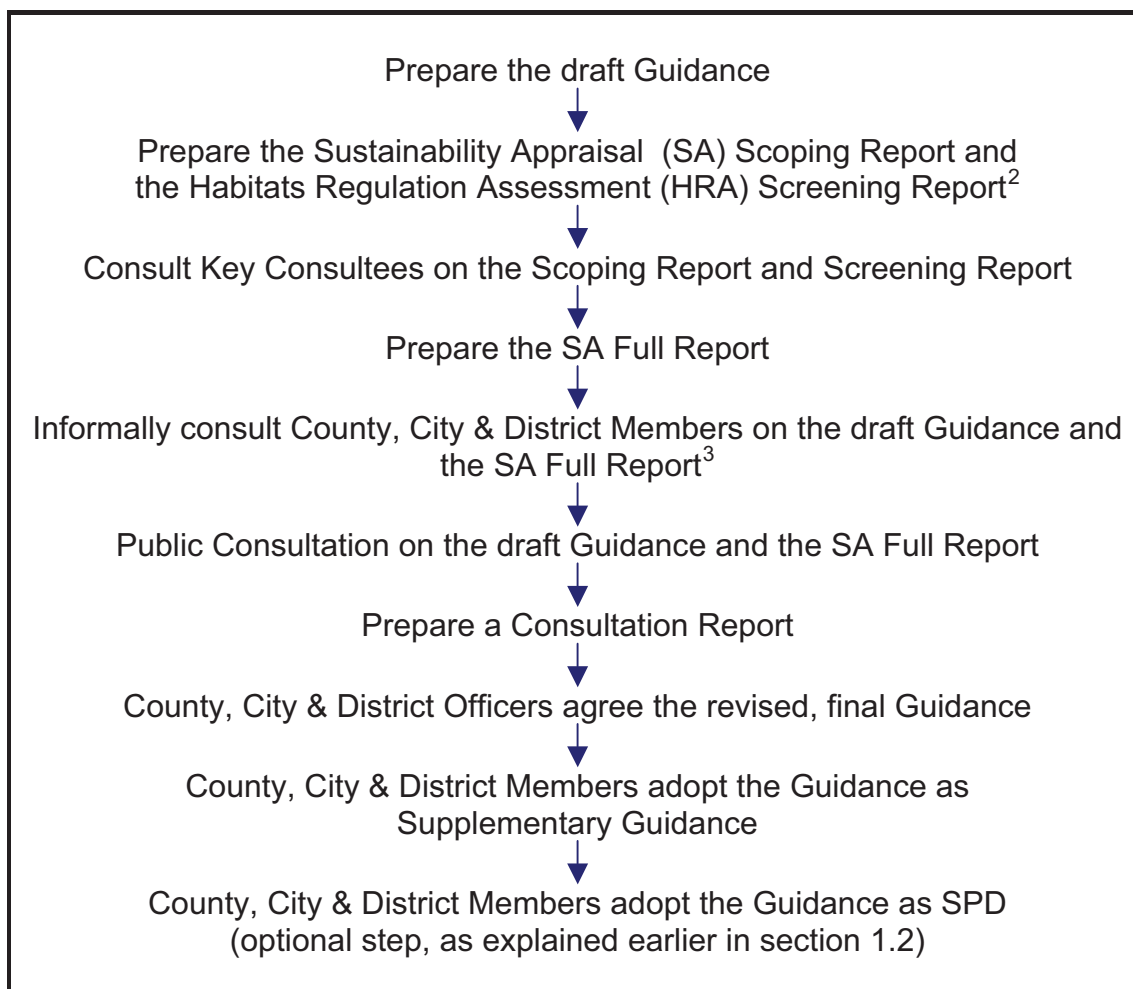 Prepare the draft Guidance
Prepare the Sustainability Appraisal (SA) Scoping Report and
the Habitats Regulation Assessment (HRA) Screening Report²
Consult Key Consultees on the Scoping Report and Screening Report
Prepare the SA Full Report
Informally consult County, City & District Members on the draft Guidance and
the SA Full Report³
Public Consultation on the draft Guidance and the SA Full Report
Prepare a Consultation Report
County, City & District Officers agree the revised, final Guidance
County, City & District Members adopt the Guidance as
Supplementary Guidance
County, City & District Members adopt the Guidance as SPD
(optional step, as explained earlier in section 1.2)